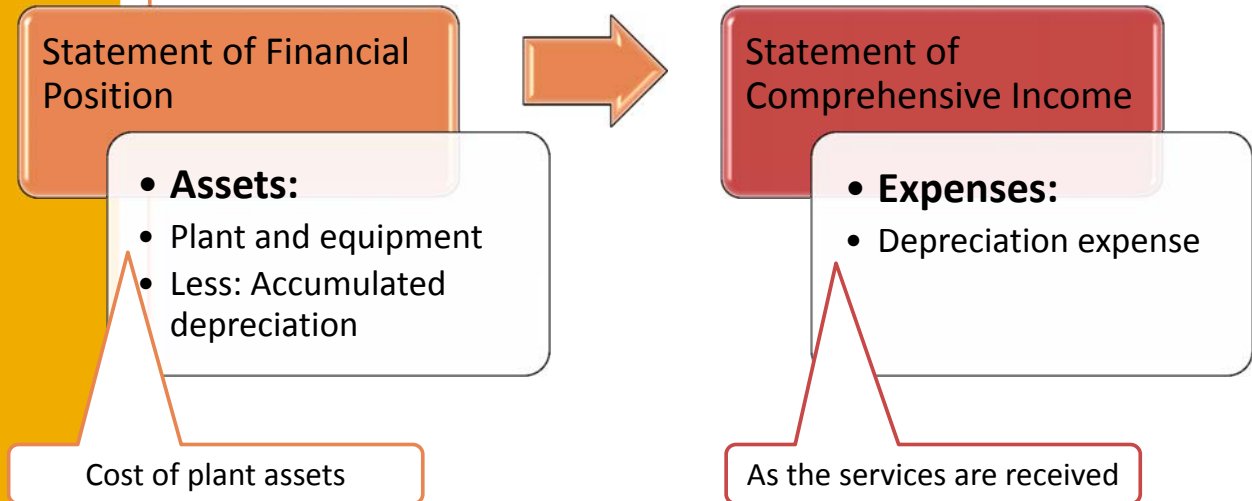 Statement of Financial
Position
• Assets:
• Plant and equipment
• Less: Accumulated
depreciation
Cost of plant assets
Statement of
Comprehensive Income
• Expenses:
• Depreciation expense
As the services are received